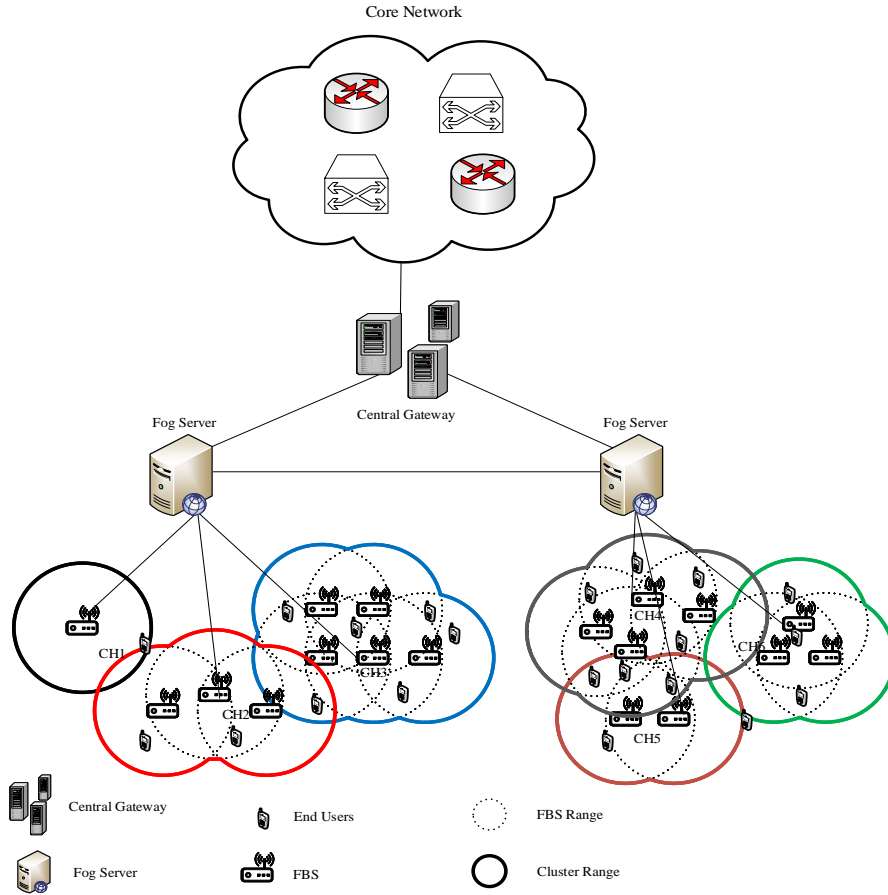 Core Network
Central Gateway
Fog Server
Fog Server
CH1
CH2
CH3
CH4
CH5
CH6
Central Gateway
End Users
FBS Range
Fog Server
FBS
Cluster Range